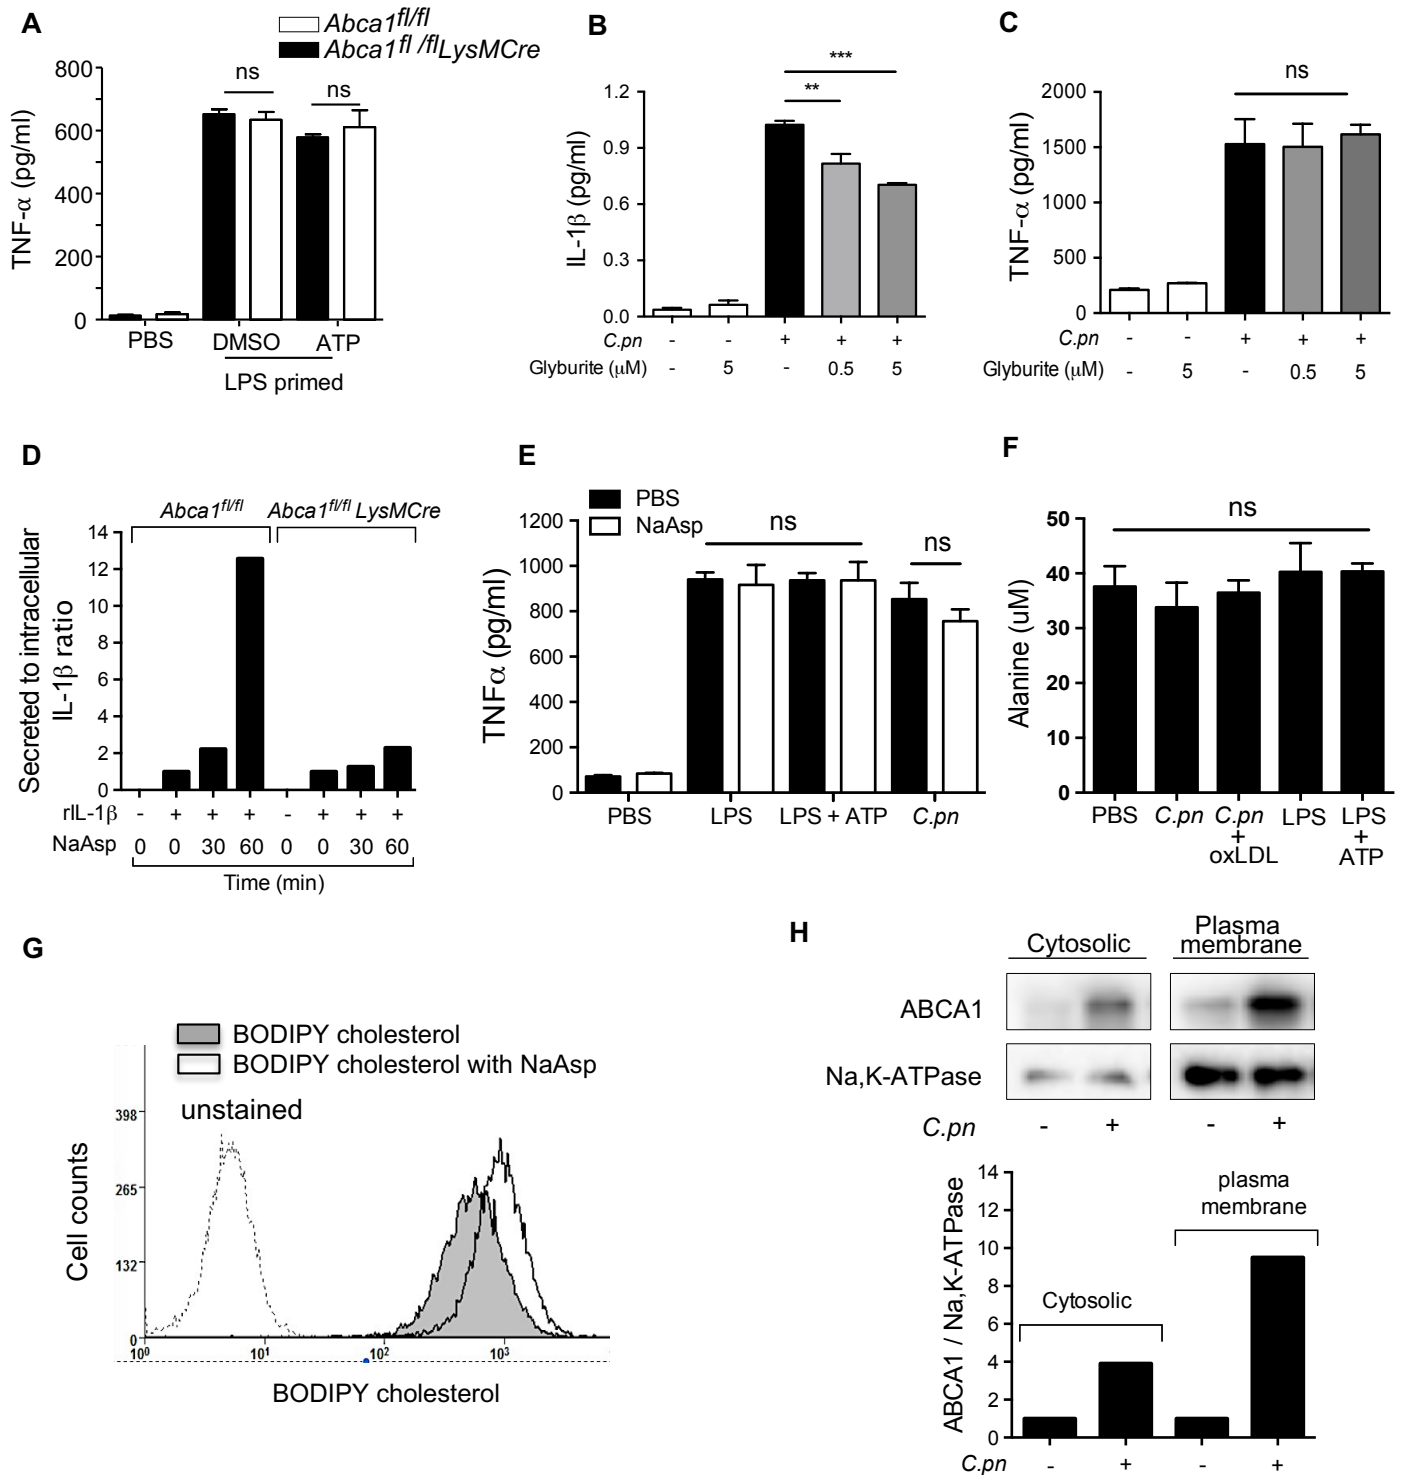 A
Abca1fl/fl
Abca1fl /flLysMCre
TNF-α (pg/ml)
800
600
400
200
0
ns
ns
PBS
DMSO
ATP
LPS primed
B
IL-1β (pg/ml)
1.2
0.9
0.6
0.3
0.0
***
**
C.pn - - + + +
Glyburite (μM) - 5 - 0.5 5
C
TNF-α (pg/ml)
2000
1500
1000
500
0
ns
C.pn - - + + +
Glyburite (μM) - 5 - 0.5 5
D
Abca1fl/fl
Abca1fl/fl LysMCre
Secreted to intracellular
IL-1β ratio
14
12
10
8
6
4
2
0
rIL-1β - + + + - + + +
NaAsp 0 0 30 60 0 0 30 60
Time (min)
E
PBS
NaAsp
TNFα (pg/ml)
1200
1000
800
600
400
200
0
ns
ns
PBS
LPS
LPS + ATP
C.pn
F
Alanine (uM)
50
40
30
20
10
0
ns
PBS
C.pn
C.pn
+
oxLDL
LPS
LPS
+
ATP
G
BODIPY cholesterol
BODIPY cholesterol with NaAsp
unstained
Cell counts
398
265
132
0
10⁰ 10¹ 10² 10³
BODIPY cholesterol
H
Cytosolic
Plasma
membrane
ABCA1
Na,K-ATPase
C.pn - + - +
ABCA1 / Na,K-ATPase
14
12
10
8
6
4
2
0
Cytosolic
plasma
membrane
C.pn - + - +